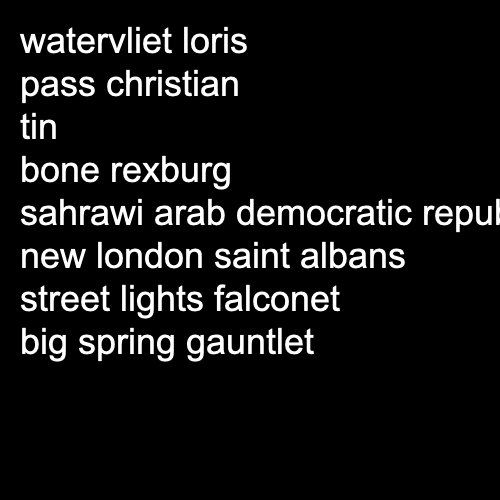 watervliet loris
pass christian
tin
bone rexburg
sahrawi arab democratic
new london saint albans
street lights falconet
big spring gauntlet